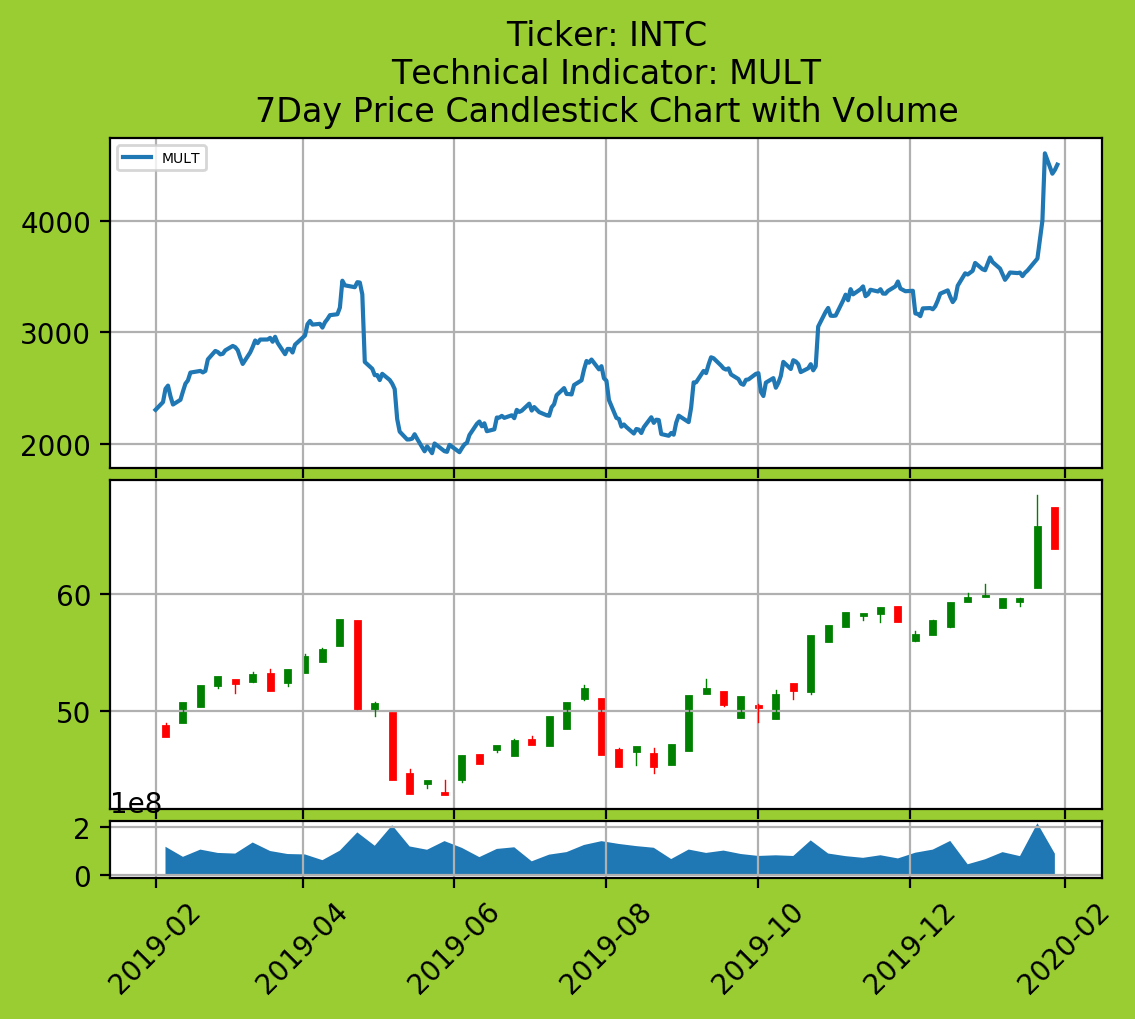 Ticker: INTC
Technical Indicator: MULT
7Day Price Candlestick Chart with Volume
MULT
4000
3000
2000
60
50
1e8
2
0
2019-02
2019-04
2019-06
2019-08
2019-10
2019-12
2020-02